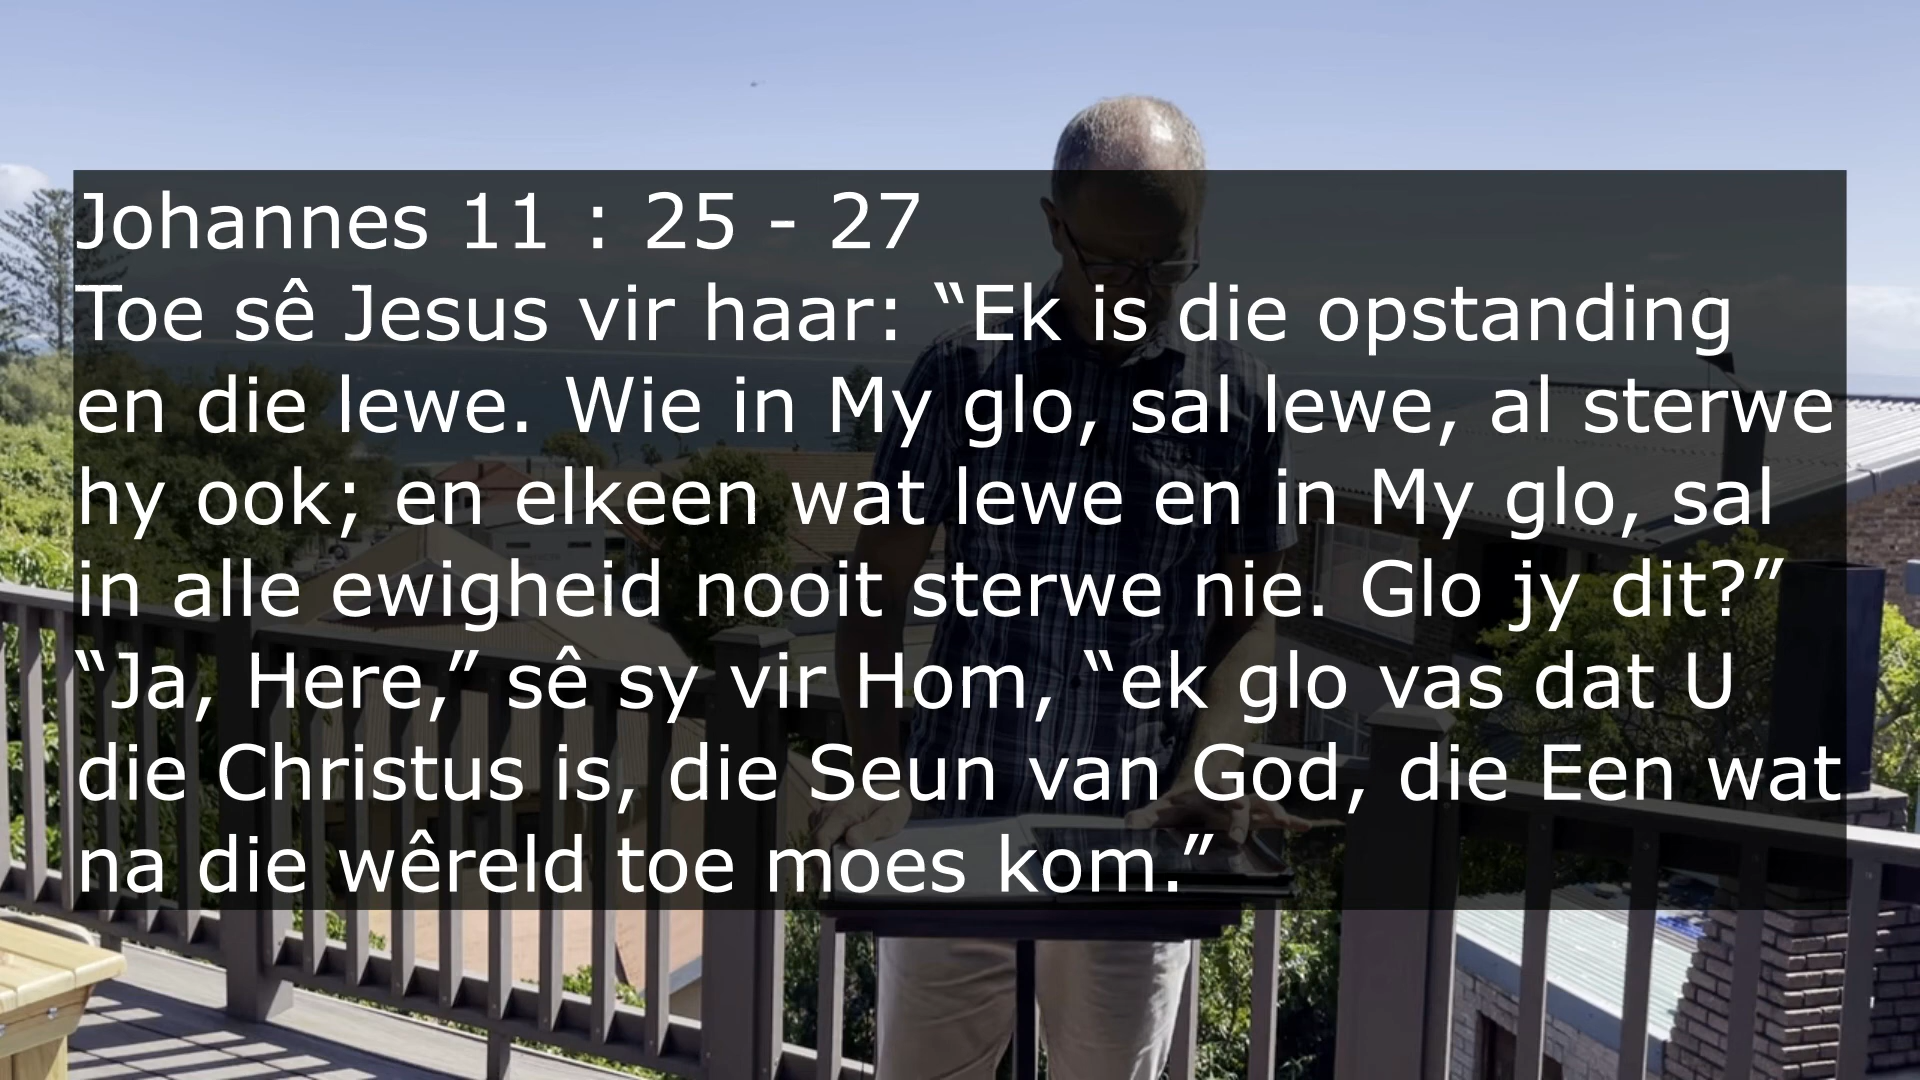 Johannes 11 : 25 - 27
Toe sê Jesus vir haar: “Ek is die opstanding
en die lewe. Wie in My glo, sal lewe, al sterwe
hy ook; en elkeen wat lewe en in My glo, sal
in alle ewigheid nooit sterwe nie. Glo jy dit?”
“Ja, Here,” sê sy vir Hom, “ek glo vas dat U
die Christus is, die Seun van God, die Een wat
na die wêreld toe moes kom.”